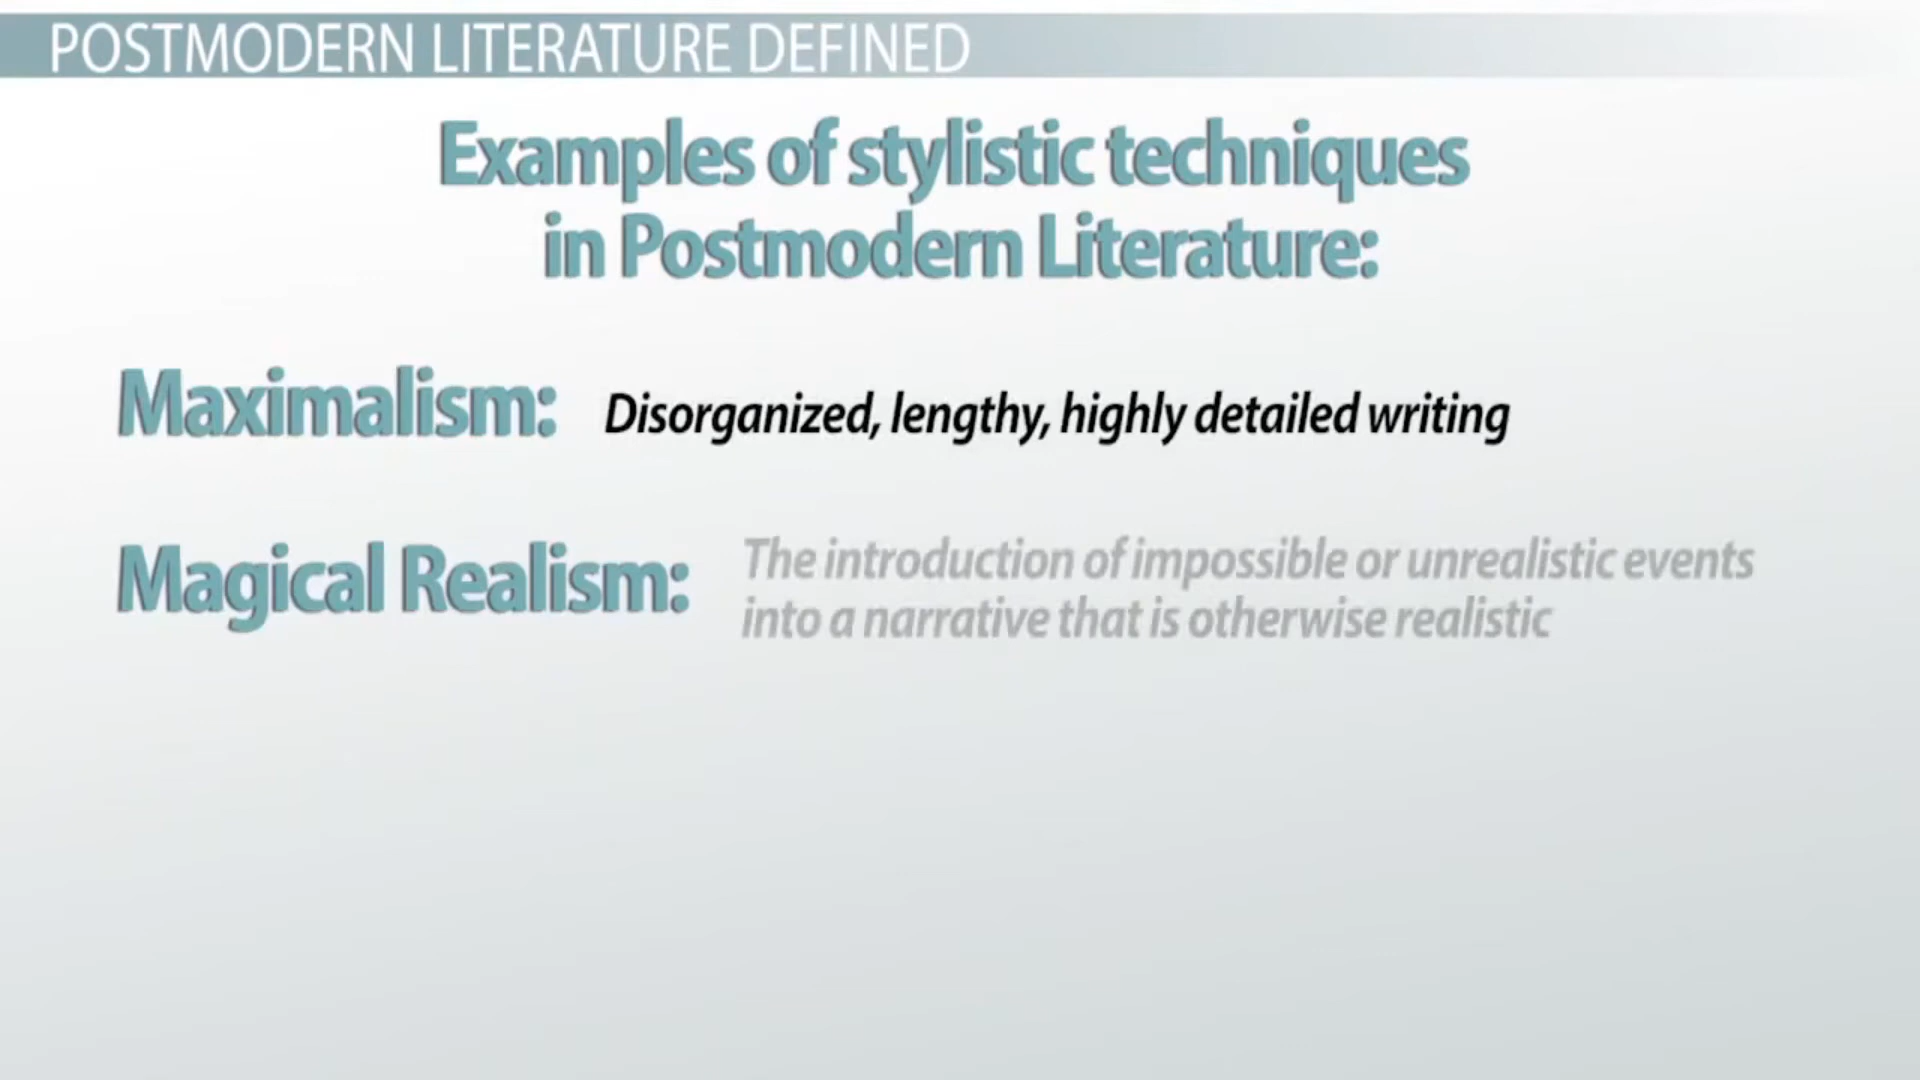 POSTMODERN LITERATURE DEFINED
Examples of stylistic techniques
in Postmodern Literature:
Maximalism: Disorganized, lengthy, highly detailed writing
Magical Realism: The introduction of impossible or unrealistic events
into a narrative that is otherwise realistic